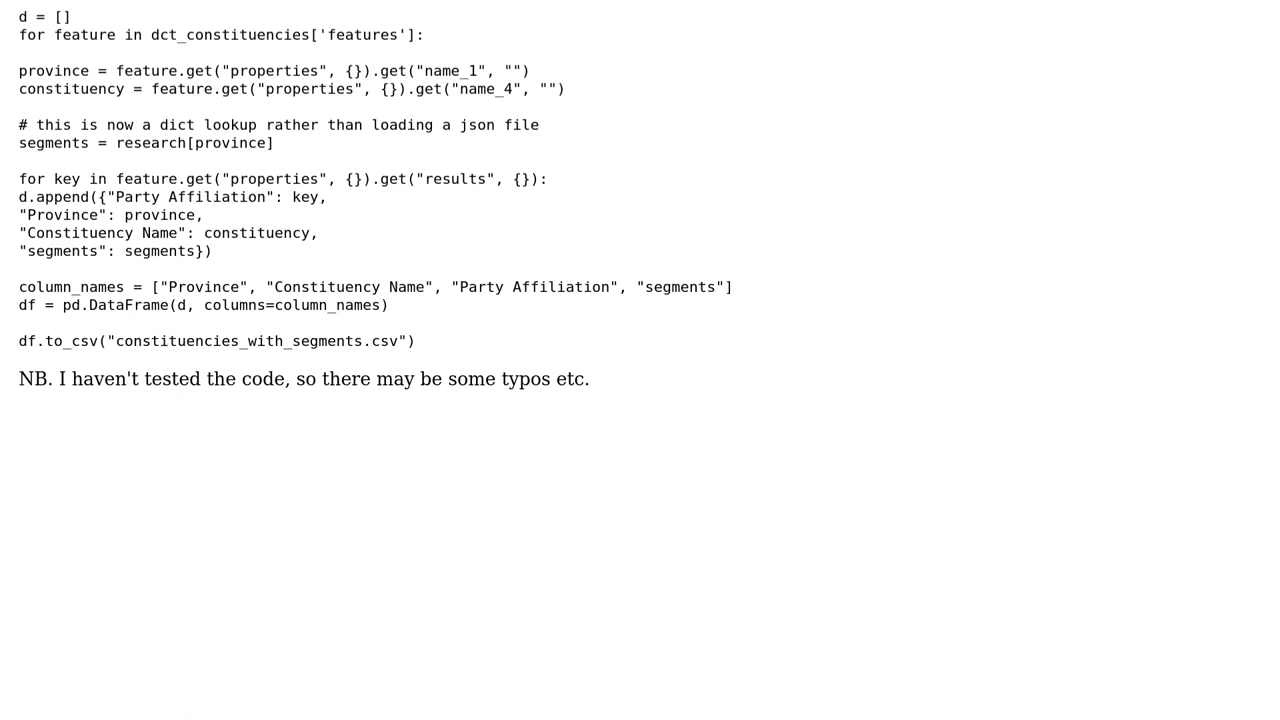 d = []
for feature in dct_constituencies['features']:
province = feature.get("properties", {}).get("name_1", "")
constituency = feature.get("properties", {}).get("name_4", "")
# this is now a dict lookup rather than loading a json file
segments = research[province]
for key in feature.get("properties", {}).get("results", {}):
d.append({"Party Affiliation": key,
"Province": province,
"Constituency Name": constituency,
"segments": segments})
column_names = ["Province", "Constituency Name", "Party Affiliation", "segments"]
df = pd.DataFrame(d, columns=column_names)
df.to_csv("constituencies_with_segments.csv")
NB. I haven't tested the code, so there may be some typos etc.